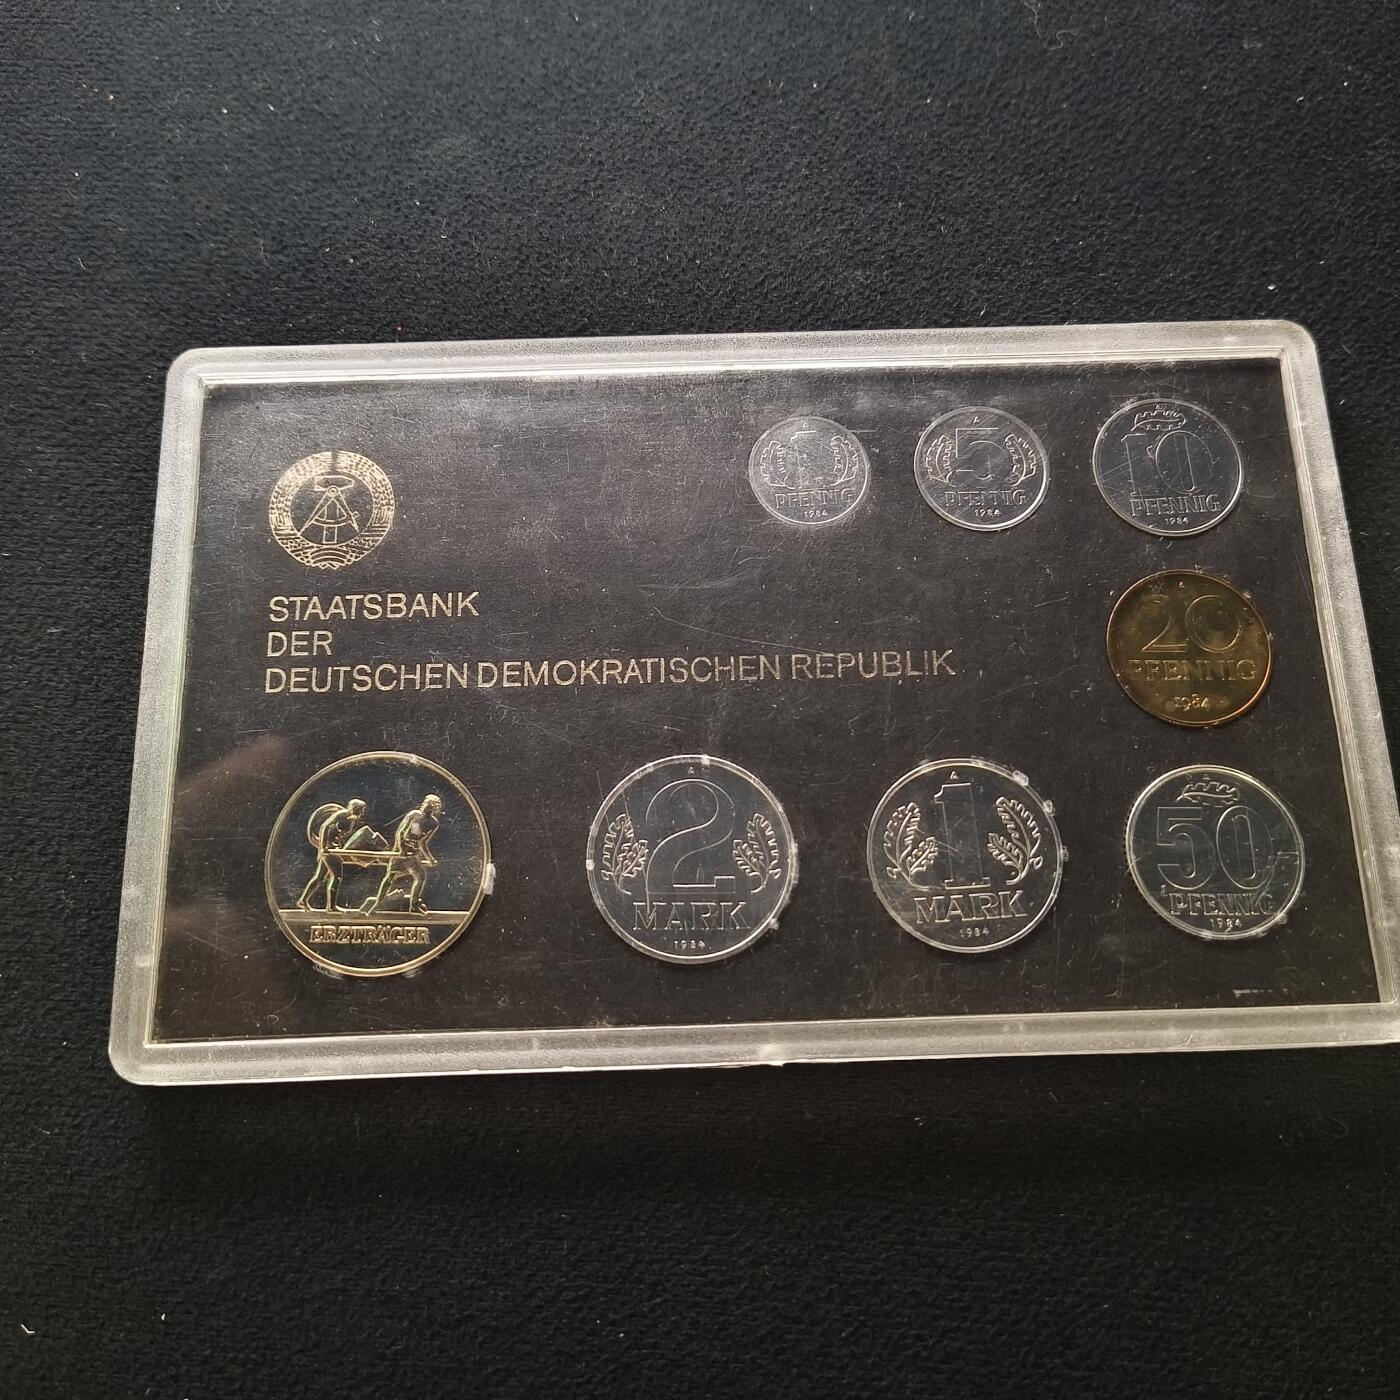 STAATSBANK
DER
DEUTSCHEN DEMOKRATISCHEN REPUBLIK
A
1
PFENNIG
1984
A
5
PFENNIG
1984
A
10
PFENNIG
1984
A
20
PFENNIG
1984
ERZTRÄGER
A
2
MARK
1984
A
1
MARK
1984
50
PFENNIG
1984